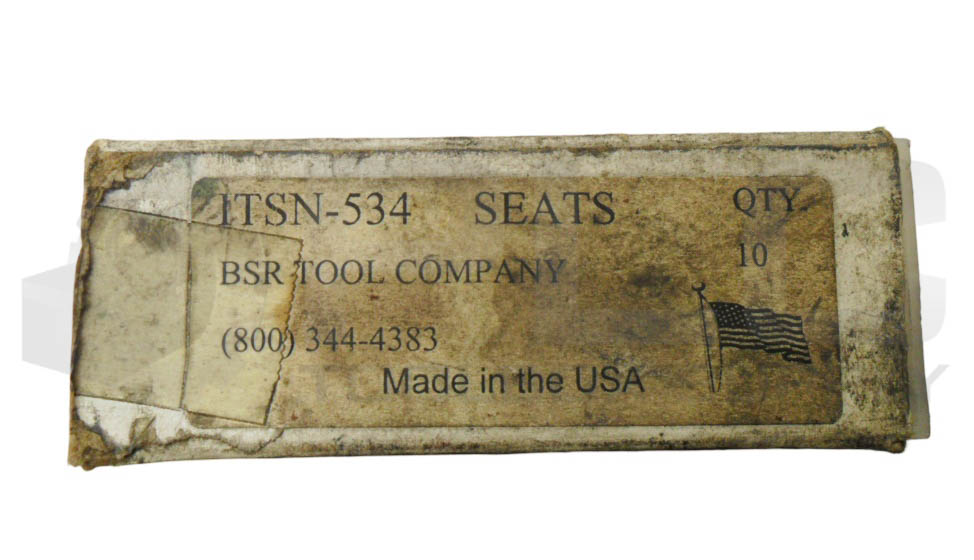 ITSN-534 SEATS QTY.
BSR TOOL COMPANY 10
(800) 344-4383
Made in the USA